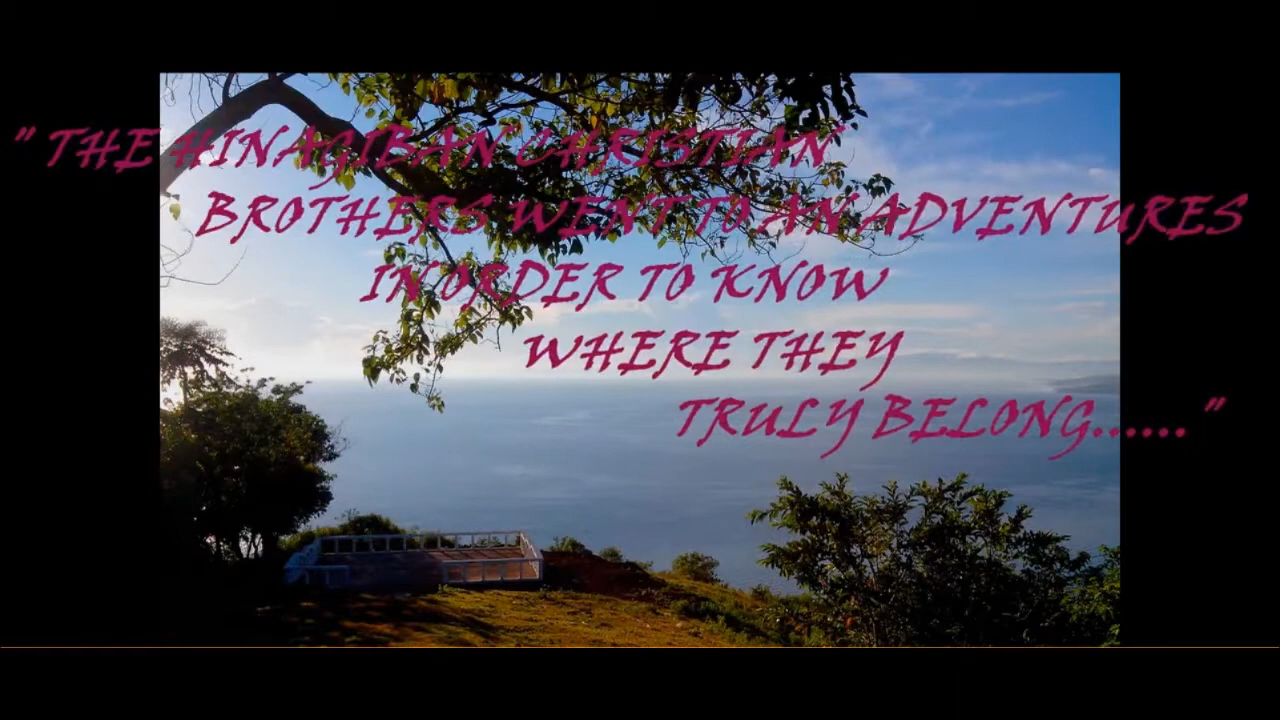 " THE HINAGIBAN CHRISTIAN
BROTHERS WENT TO AN ADVENTURES
IN ORDER TO KNOW
WHERE THEY
TRULY BELONG...... "